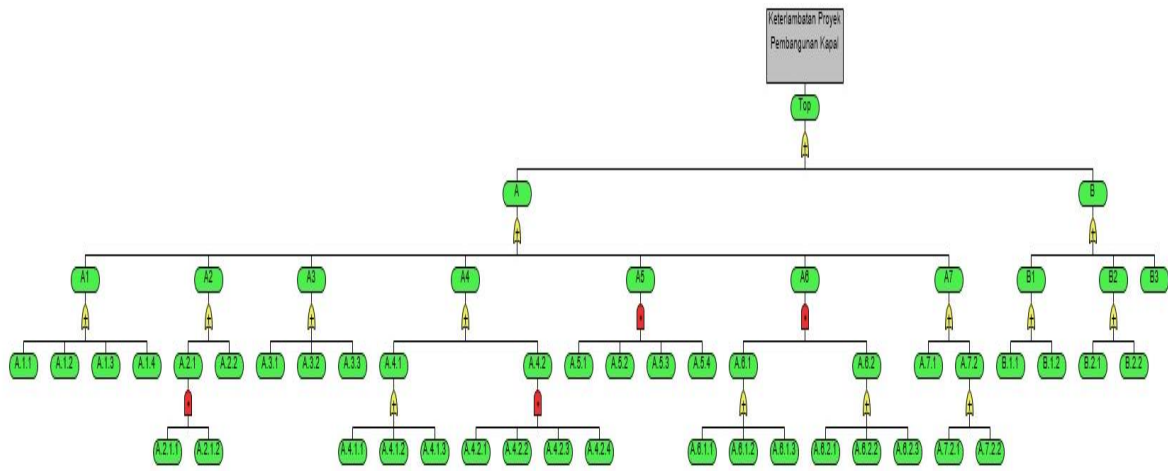 Keterlambatan Proyek
Pembangunan Kapal
Top
A
B
A1
A2
A3
A4
A5
A6
A7
B1
B2
B3
A.1.1
A.1.2
A.1.3
A.1.4
A.2.1
A.2.2
A.3.1
A.3.2
A.3.3
A.4.1
A.4.2
A.5.1
A.5.2
A.5.3
A.5.4
A.6.1
A.6.2
A.7.1
A.7.2
B.1.1
B.1.2
B.2.1
B.2.2
A.2.1.1
A.2.1.2
A.4.1.1
A.4.1.2
A.4.1.3
A.4.2.1
A.4.2.2
A.4.2.3
A.4.2.4
A.6.1.1
A.6.1.2
A.6.1.3
A.6.2.1
A.6.2.2
A.6.2.3
A.7.2.1
A.7.2.2